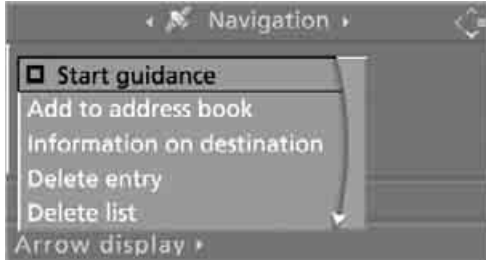 Navigation
Start guidance
Add to address book
Information on destination
Delete entry
Delete list
Arrow display